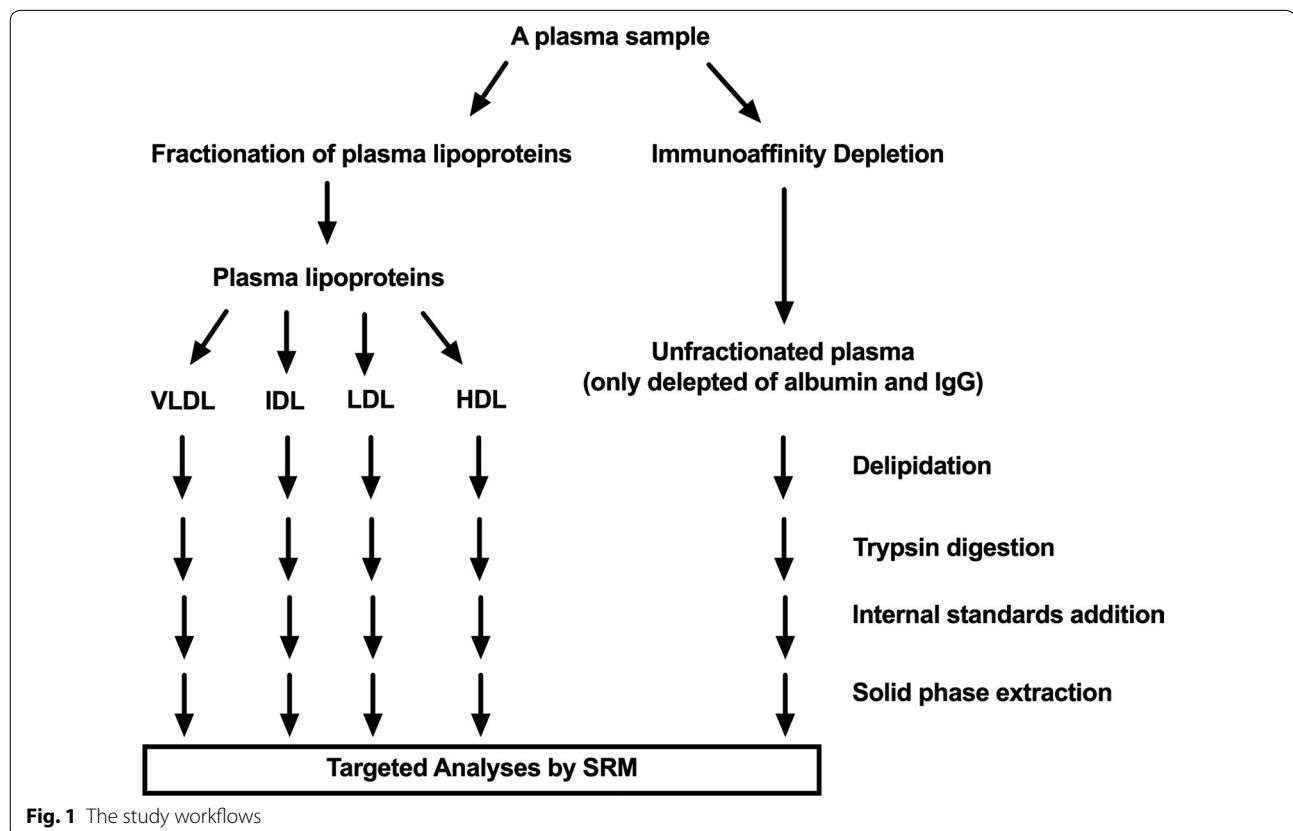 A plasma sample
Fractionation of plasma lipoproteins
Immunoaffinity Depletion
Plasma lipoproteins
Unfractionated plasma
(only delepted of albumin and IgG)
VLDL IDL LDL HDL
Delipidation
Trypsin digestion
Internal standards addition
Solid phase extraction
Targeted Analyses by SRM
Fig. 1 The study workflows